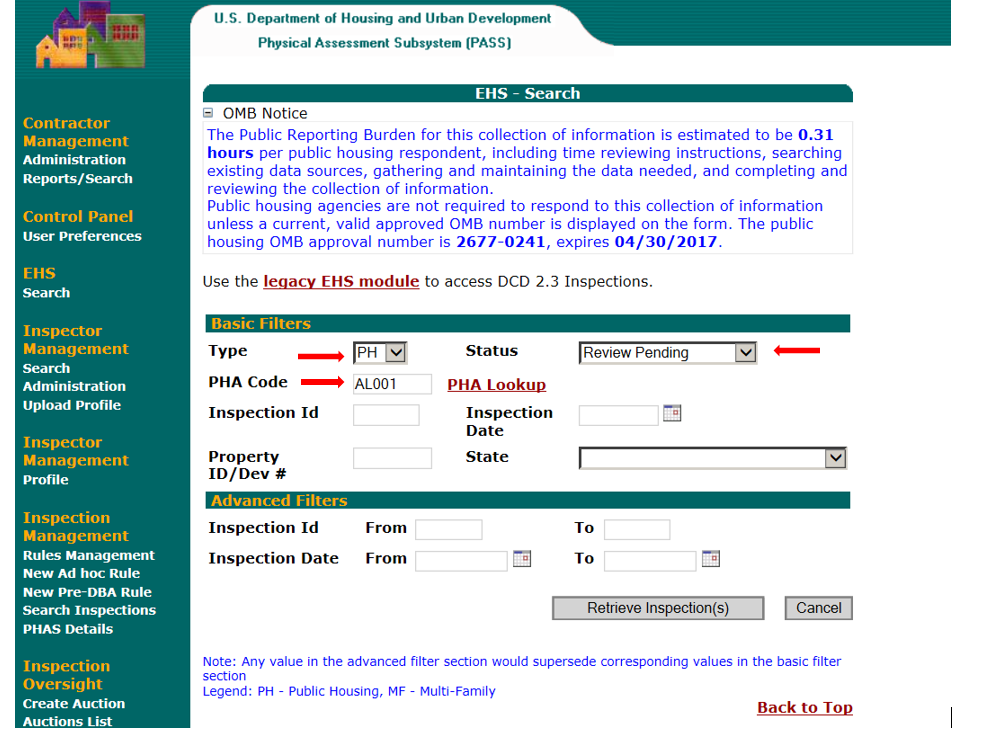 U.S. Department of Housing and Urban Development
Physical Assessment Subsystem (PASS)
Contractor
Management
Administration
Reports/Search
Control Panel
User Preferences
EHS
Search
Inspector
Management
Search
Administration
Upload Profile
Inspector
Management
Profile
Inspection
Management
Rules Management
New Ad hoc Rule
New Pre-DBA Rule
Search Inspections
PHAS Details
Inspection
Oversight
Create Auction
Auctions List
EHS - Search
OMB Notice
The Public Reporting Burden for this collection of information is estimated to be 0.31
hours per public housing respondent, including time reviewing instructions, searching
existing data sources, gathering and maintaining the data needed, and completing and
reviewing the collection of information.
Public housing agencies are not required to respond to this collection of information
unless a current, valid approved OMB number is displayed on the form. The public
housing OMB approval number is 2677-0241, expires 04/30/2017.
Use the legacy EHS module to access DCD 2.3 Inspections.
Basic Filters
Type PH Status Review Pending
PHA Code AL001 PHA Lookup
Inspection Id Inspection
Date
Property State
ID/Dev #
Advanced Filters
Inspection Id From To
Inspection Date From To
Retrieve Inspection(s) Cancel
Note: Any value in the advanced filter section would supersede corresponding values in the basic filter
section
Legend: PH - Public Housing, MF - Multi-Family
Back to Top